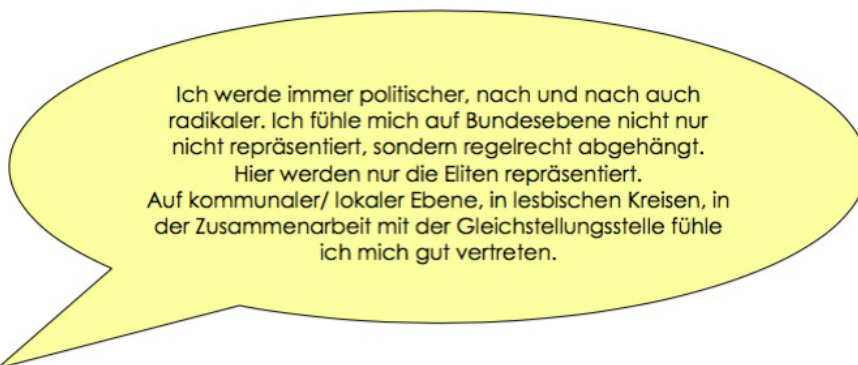 Ich werde immer politischer, nach und nach auch
radikaler. Ich fühle mich auf Bundesebene nicht nur
nicht repräsentiert, sondern regelrecht abgehängt.
Hier werden nur die Eliten repräsentiert.
Auf kommunaler/ lokaler Ebene, in lesbischen Kreisen, in
der Zusammenarbeit mit der Gleichstellungsstelle fühle
ich mich gut vertreten.